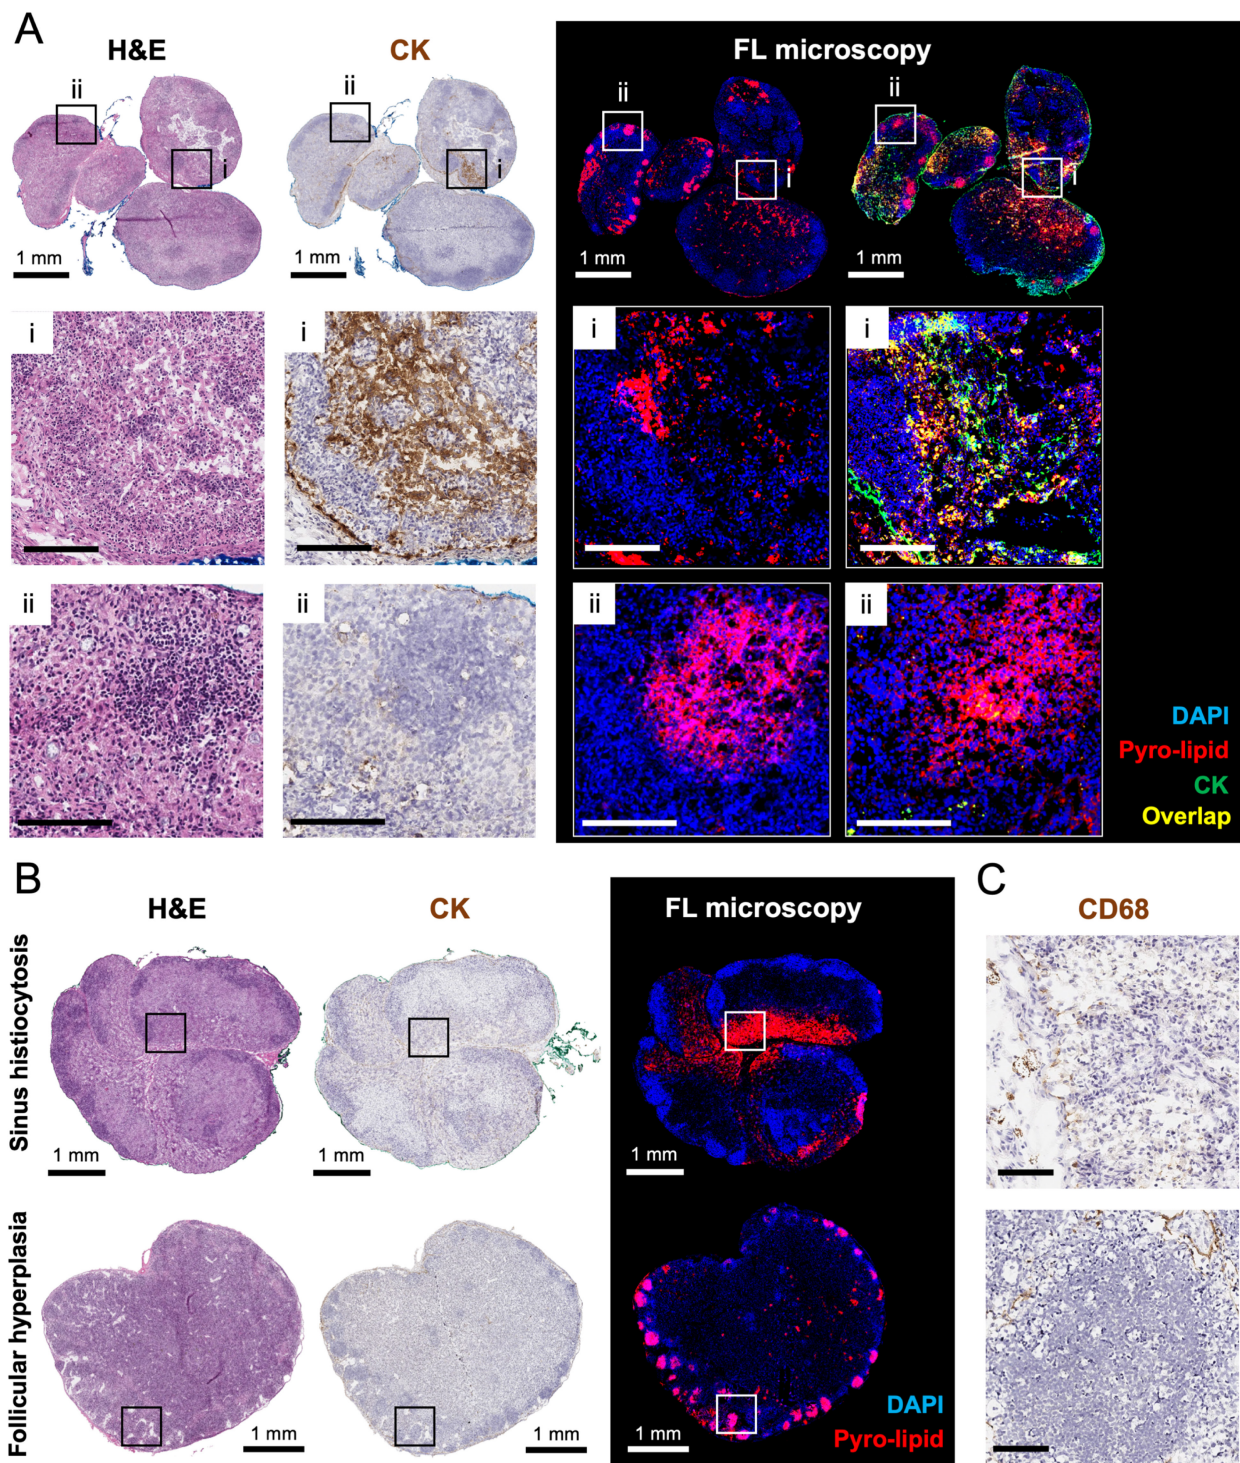 A
H&E
CK
FL microscopy
ii
ii
ii
ii
i
i
i
i
1 mm
1 mm
1 mm
1 mm
i
i
i
i
ii
ii
ii
ii
DAPI
Pyro-lipid
CK
Overlap
B
C
H&E
CK
FL microscopy
CD68
Sinus histiocytosis
1 mm
1 mm
1 mm
Follicular hyperplasia
DAPI
Pyro-lipid
1 mm
1 mm
1 mm